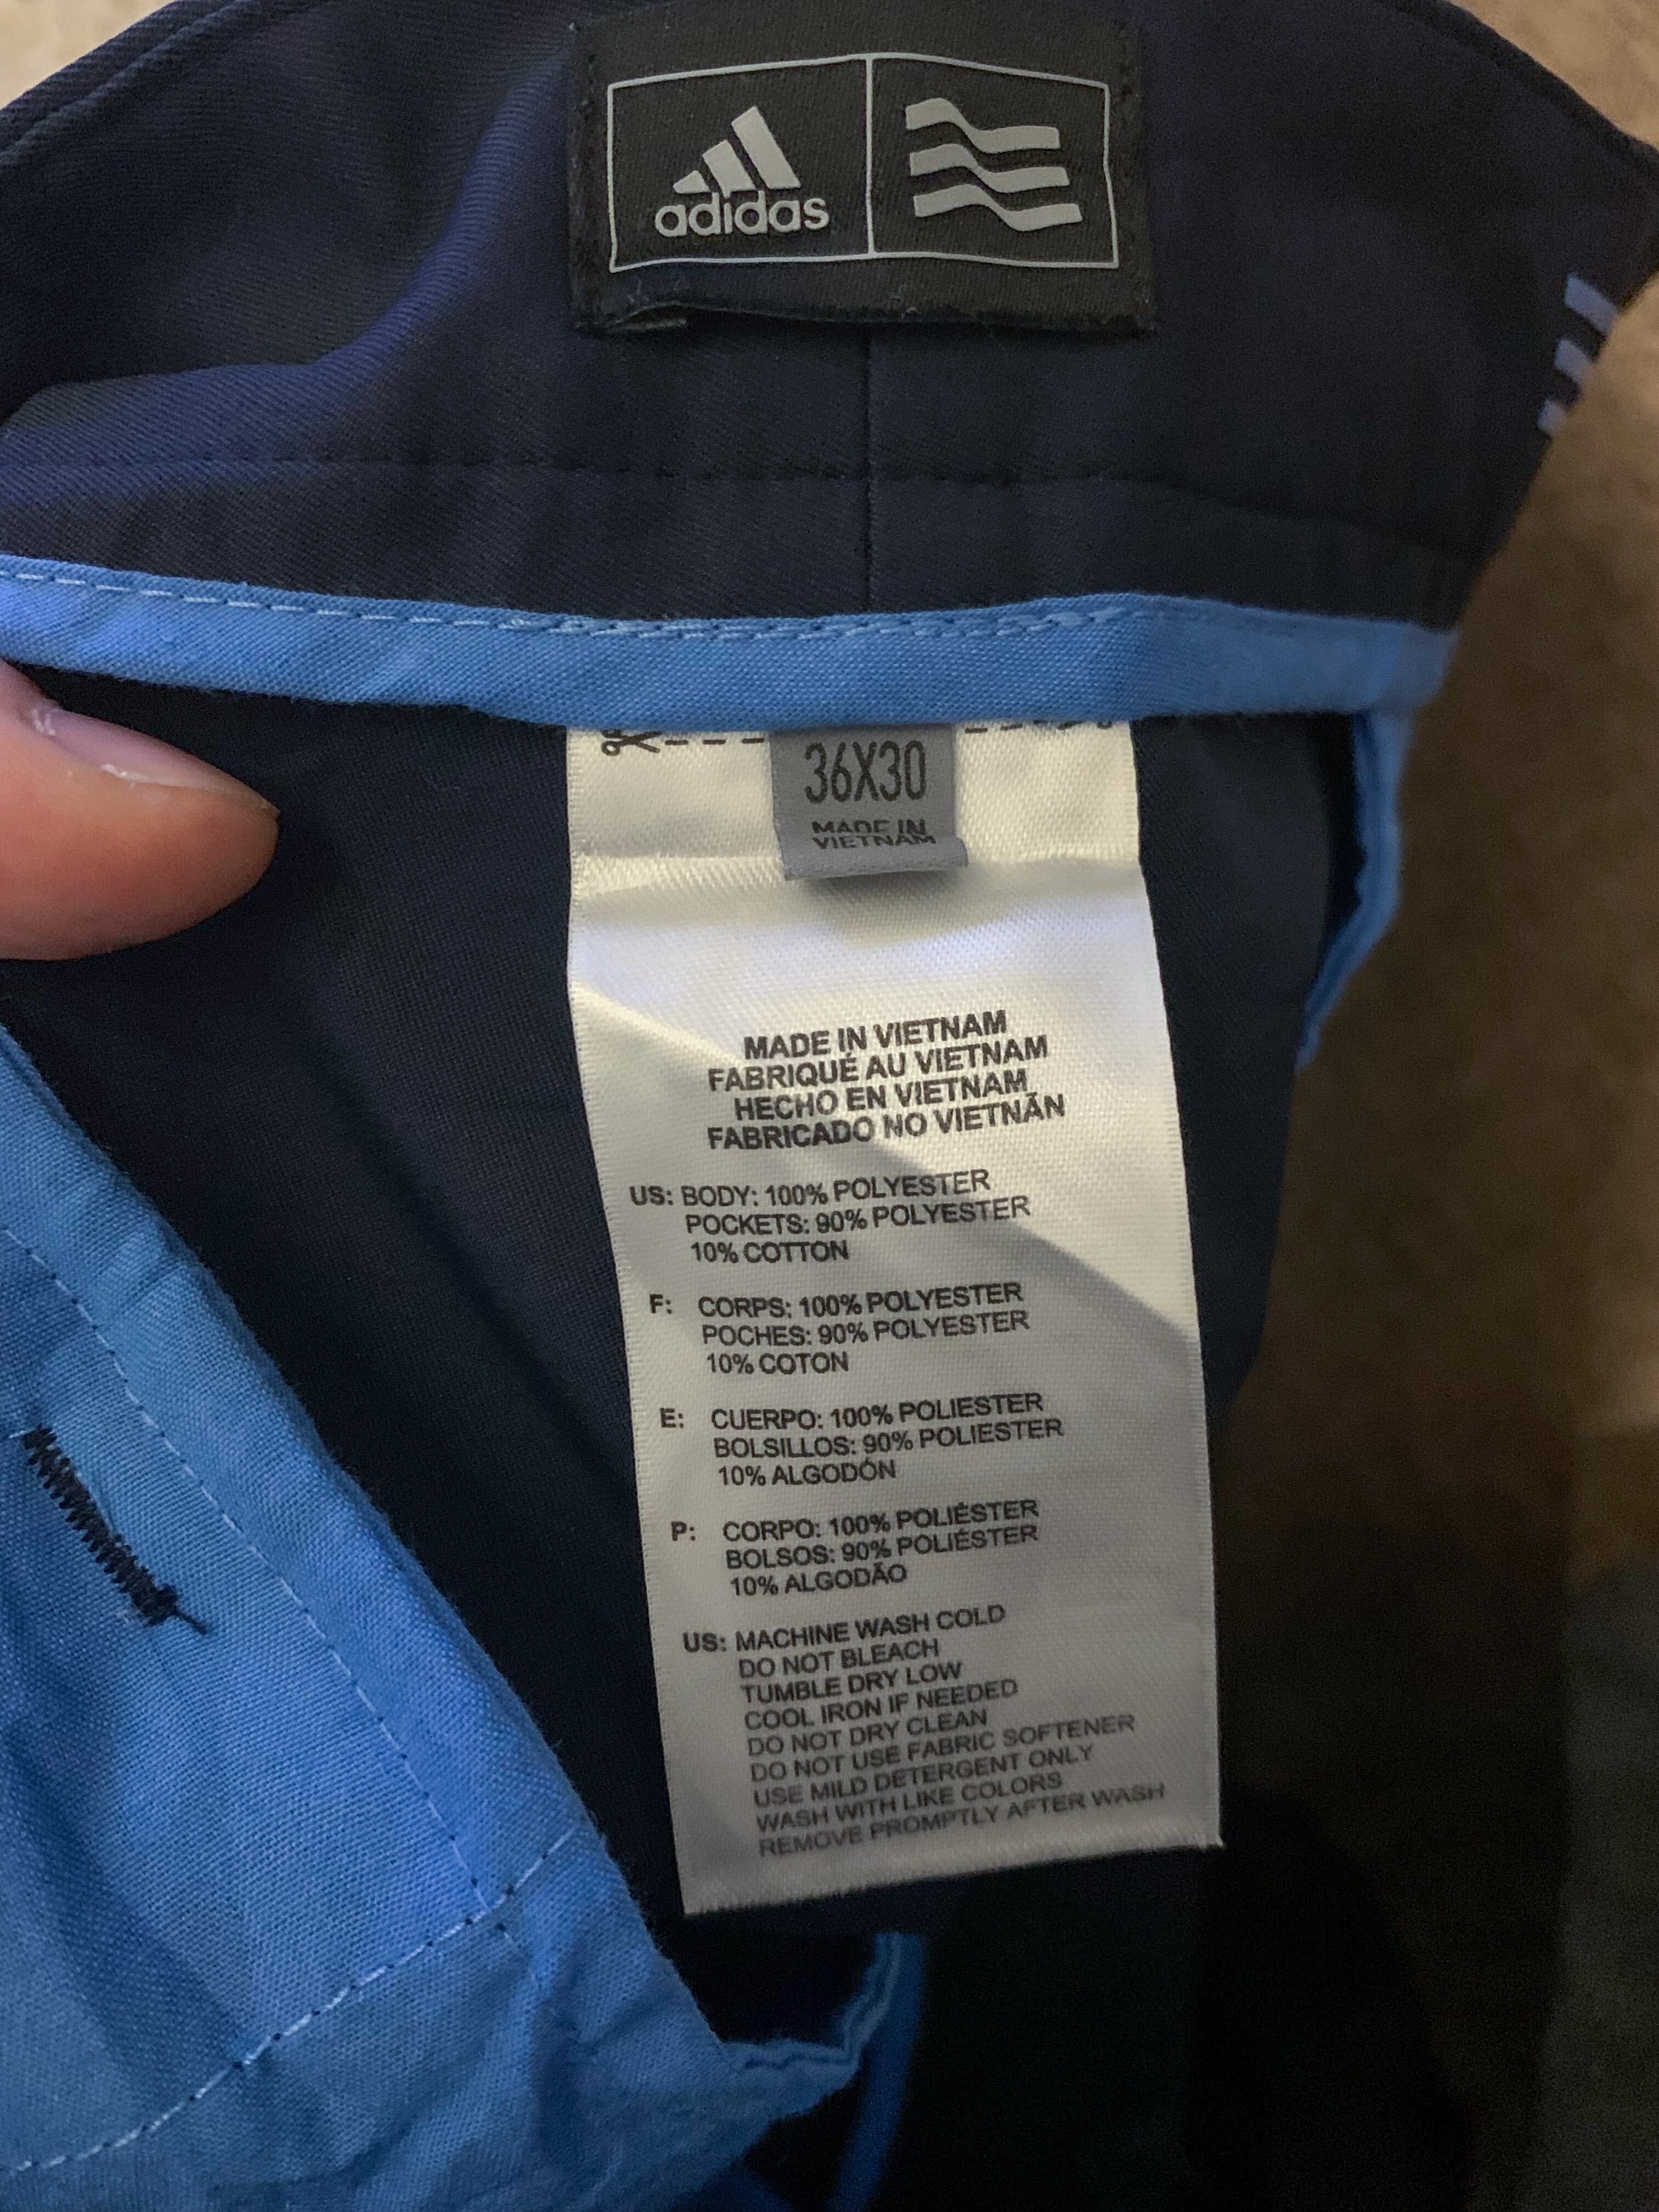 adidas
36X30
MADE IN
VIETNAM
MADE IN VIETNAM
FABRIQUÉ AU VIETNAM
HECHO EN VIETNAM
FABRICADO NO VIETNÃN
US: BODY: 100% POLYESTER
POCKETS: 90% POLYESTER
10% COTTON
F: CORPS: 100% POLYESTER
POCHES: 90% POLYESTER
10% COTON
E: CUERPO: 100% POLIESTER
BOLSILLOS: 90% POLIESTER
10% ALGODÓN
P: CORPO: 100% POLIÉSTER
BOLSOS: 90% POLIÉSTER
10% ALGODÃO
US: MACHINE WASH COLD
DO NOT BLEACH
TUMBLE DRY LOW
COOL IRON IF NEEDED
DO NOT DRY CLEAN
DO NOT USE FABRIC SOFTENER
USE MILD DETERGENT ONLY
WASH WITH LIKE COLORS
REMOVE PROMPTLY AFTER WASH